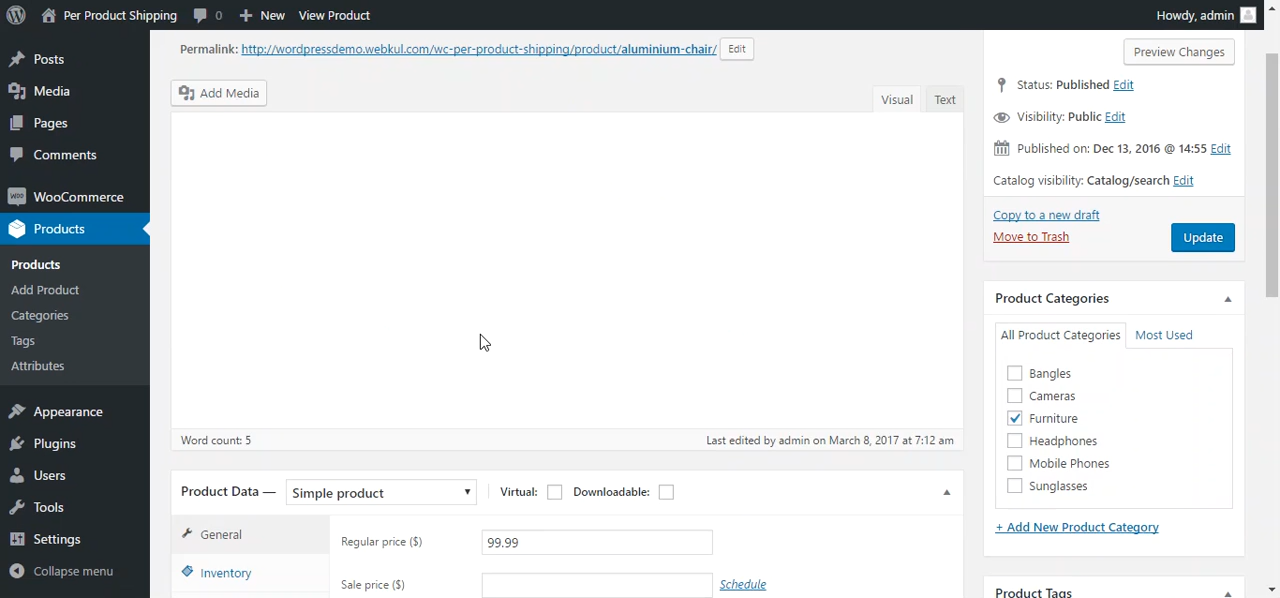 Per Product Shipping 0 New View Product Howdy, admin
Posts
Media
Pages
Comments
WOO WooCommerce
Products
Products
Add Product
Categories
Tags
Attributes
Appearance
Plugins
Users
Tools
Settings
Collapse menu
Permalink: http://wordpressdemo.webkul.com/wc-per-product-shipping/product/aluminium-chair/ Edit
Add Media
Visual Text
Word count: 5 Last edited by admin on March 8, 2017 at 7:12 am
Product Data — Simple product Virtual: Downloadable:
General
Inventory
Regular price ($) 99.99
Sale price ($) Schedule
Preview Changes
Status: Published Edit
Visibility: Public Edit
Published on: Dec 13, 2016 @ 14:55 Edit
Catalog visibility: Catalog/search Edit
Copy to a new draft
Move to Trash
Update
Product Categories
All Product Categories Most Used
Bangles
Cameras
Furniture
Headphones
Mobile Phones
Sunglasses
+ Add New Product Category
Product Tags